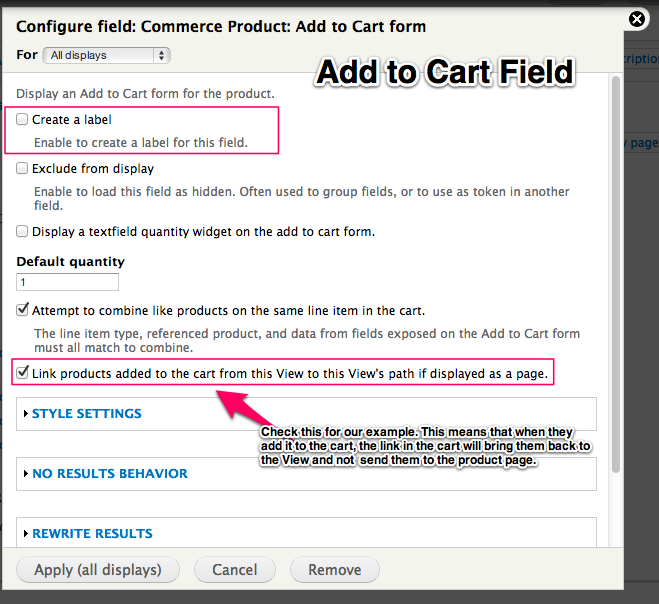 Configure field: Commerce Product: Add to Cart form
For All displays
Add to Cart Field
Display an Add to Cart form for the product.
Create a label
Enable to create a label for this field.
Exclude from display
Enable to load this field as hidden. Often used to group fields, or to use as token in another
field.
Display a textfield quantity widget on the add to cart form.
Default quantity
1
Attempt to combine like products on the same line item in the cart.
The line item type, referenced product, and data from fields exposed on the Add to Cart form
must all match to combine.
Link products added to the cart from this View to this View's path if displayed as a page.
STYLE SETTINGS
Check this for our example. This means that when they
add it to the cart, the link in the cart will bring them back to
the View and not send them to the product page.
NO RESULTS BEHAVIOR
REWRITE RESULTS
Apply (all displays)
Cancel
Remove
page